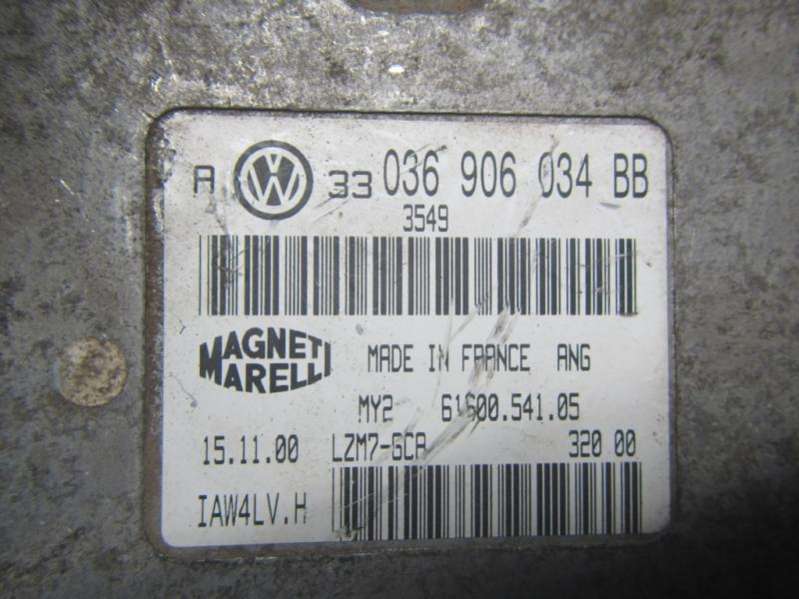 A VW 33 036 906 034 BB
3549
MAGNETI MARELLI
MADE IN FRANCE ANG
MY2 61600.541.05
15.11.00 LZM7-GCA 320 00
IAW4LV.H